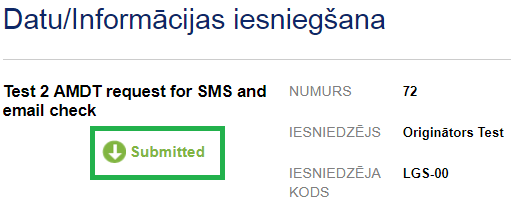 Datu/Informācijas iesniegšana
Test 2 AMDT request for SMS and
email check
Submitted
NUMURS 72
IESNIEDZĒJS Originātors Test
IESNIEDZĒJA
KODS LGS-00